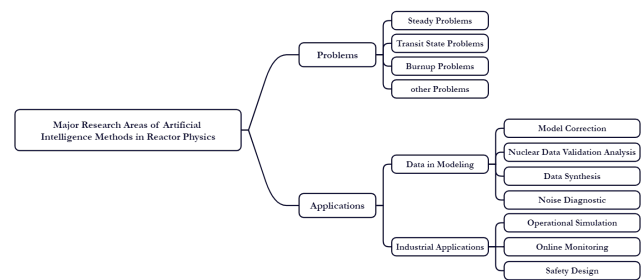 Major Research Areas of Artificial
Intelligence Methods in Reactor Physics
Problems
Steady Problems
Transit State Problems
Burnup Problems
other Problems
Applications
Data in Modeling
Model Correction
Nuclear Data Validation Analysis
Data Synthesis
Noise Diagnostic
Industrial Applications
Operational Simulation
Online Monitoring
Safety Design